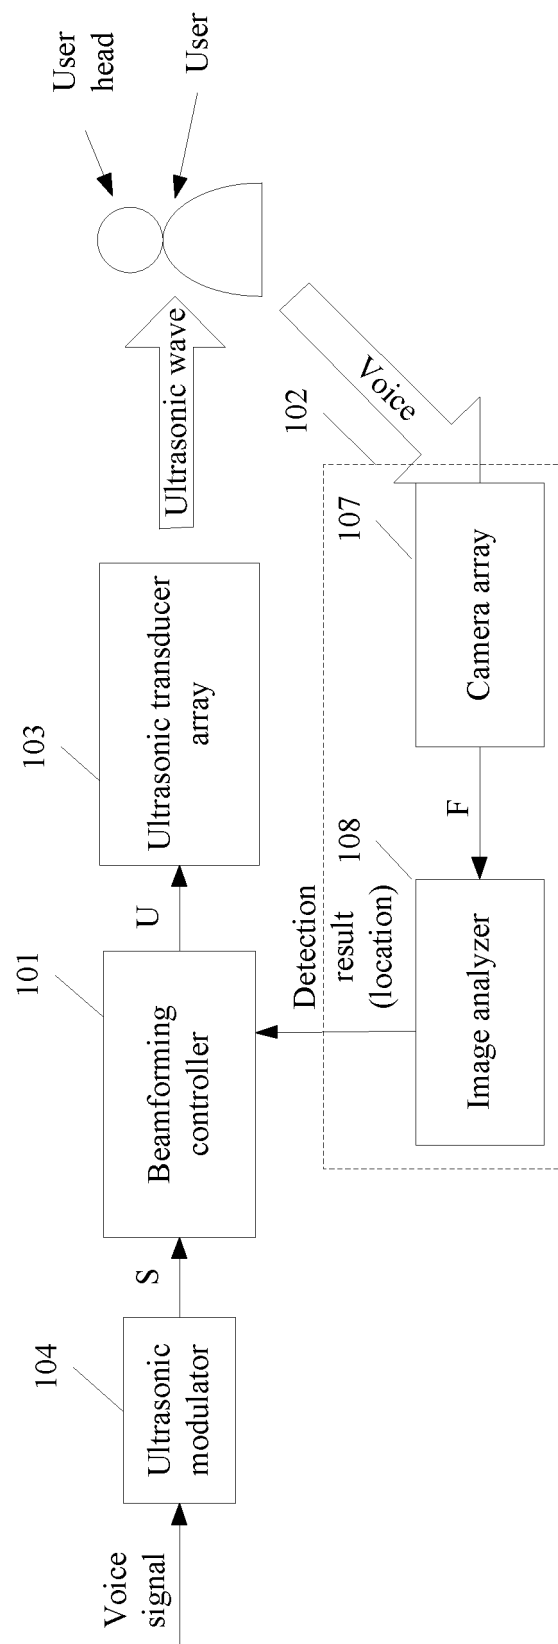 Voice
signal
104
Ultrasonic
modulator
S
101
Beamforming
controller
U
103
Ultrasonic transducer
array
Ultrasonic wave
User
head
User
Voice
102
107
Camera array
F
108
Image analyzer
Detection
result
(location)